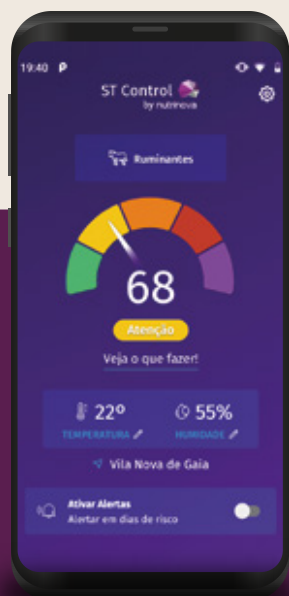 19:40
ST Control
by nutrinova
Ruminantes
68
Atenção
Veja o que fazer!
22º
55%
TEMPERATURA
HUMIDADE
Vila Nova de Gaia
Ativar Alertas
Alertar em dias de risco